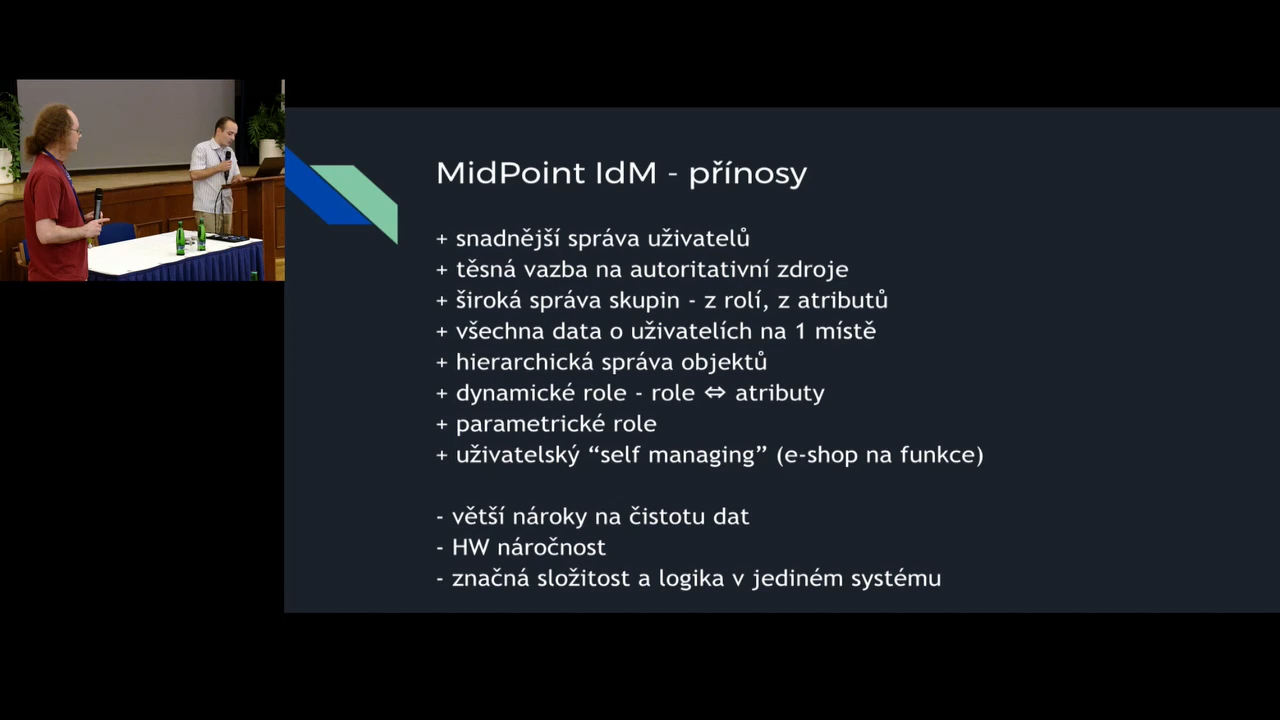 MidPoint IdM - přínosy
+ snadnější správa uživatelů
+ těsná vazba na autoritativní zdroje
+ široká správa skupin - z rolí, z atributů
+ všechna data o uživatelích na 1 místě
+ hierarchická správa objektů
+ dynamické role - role ⇔ atributy
+ parametrické role
+ uživatelský “self managing” (e-shop na funkce)
- větší nároky na čistotu dat
- HW náročnost
- značná složitost a logika v jediném systému